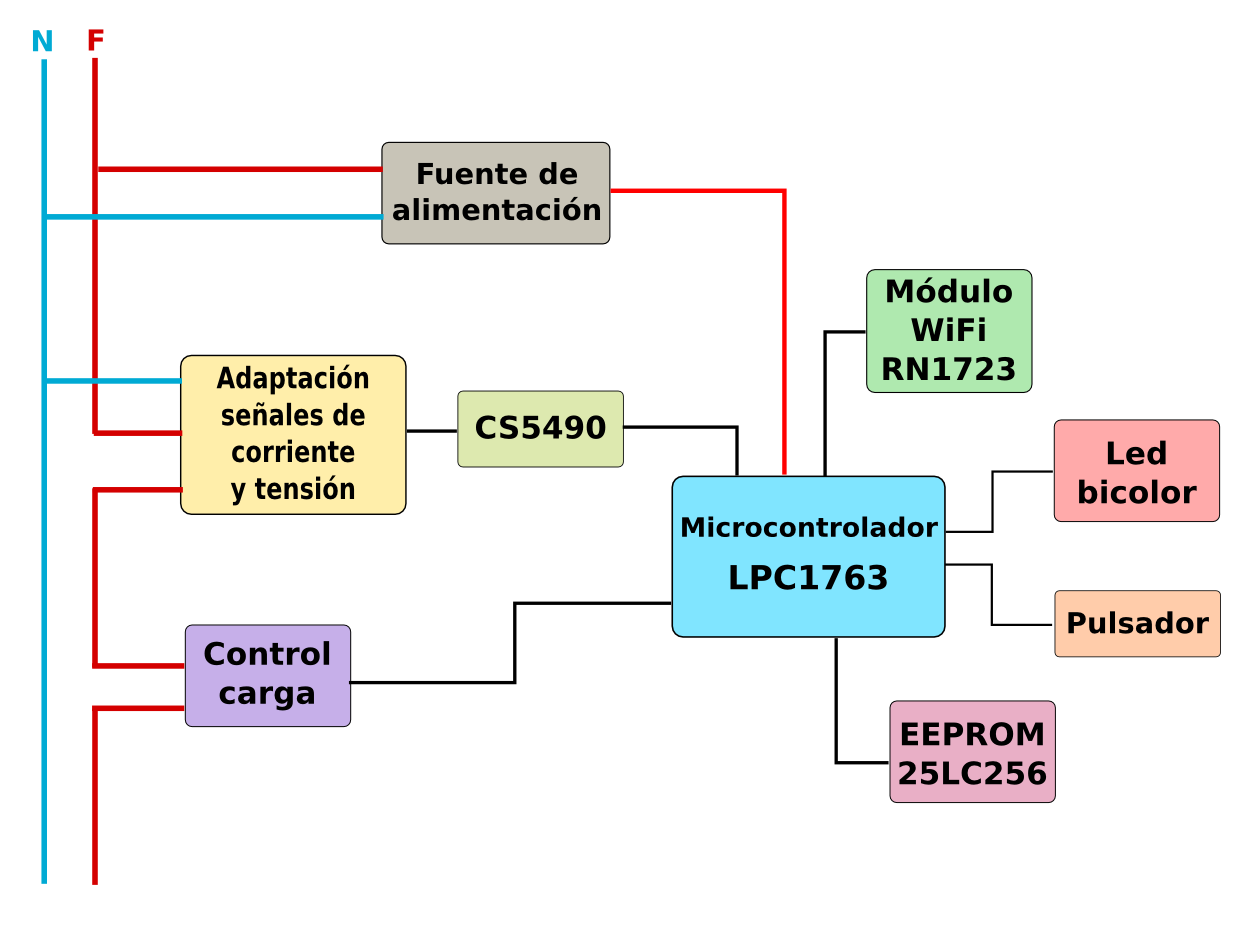 N F
Fuente de
alimentación
Módulo
WiFi
RN1723
Adaptación
señales de
corriente
y tensión
CS5490
Led
bicolor
Microcontrolador
LPC1763
Pulsador
Control
carga
EEPROM
25LC256